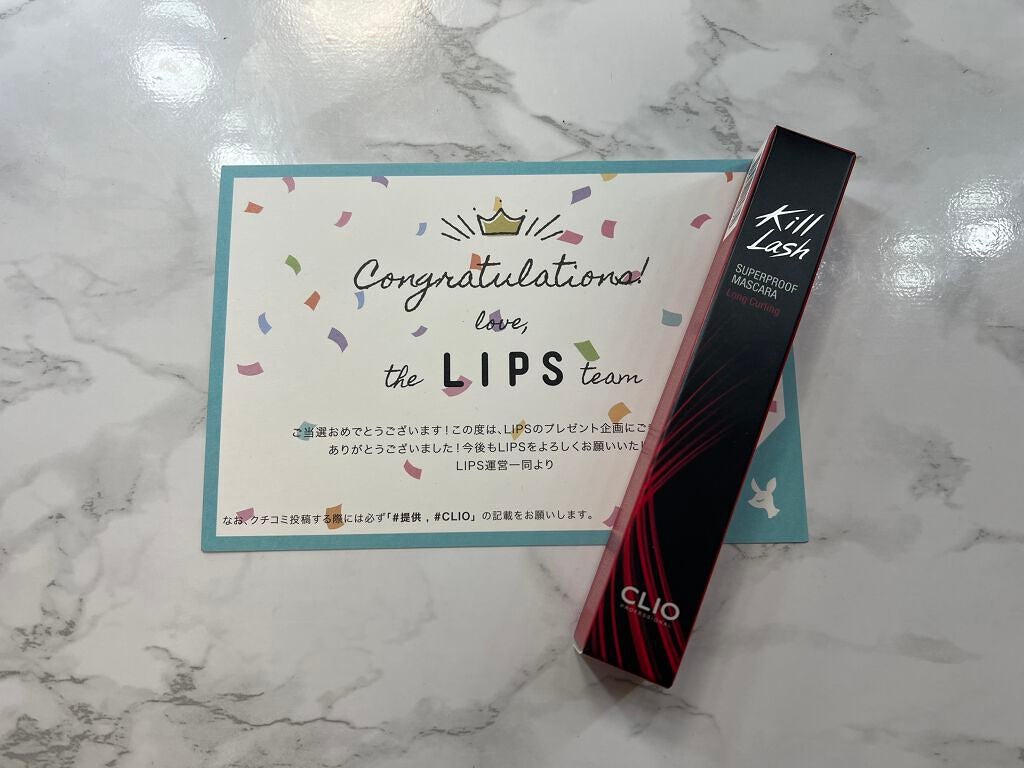 Congratulations!
love,
the LIPS team
ご当選おめでとうございます！この度は、LIPSのプレゼント企画にご
ありがとうございました！今後もLIPSをよろしくお願いいた
LIPS運営一同より
なお、クチコミ投稿する際には必ず「#提供 , #CLIO」の記載をお願いします。
Kill
Lash
SUPERPROOF
MASCARA
Long Curling
CLIO
PROFESSIONAL